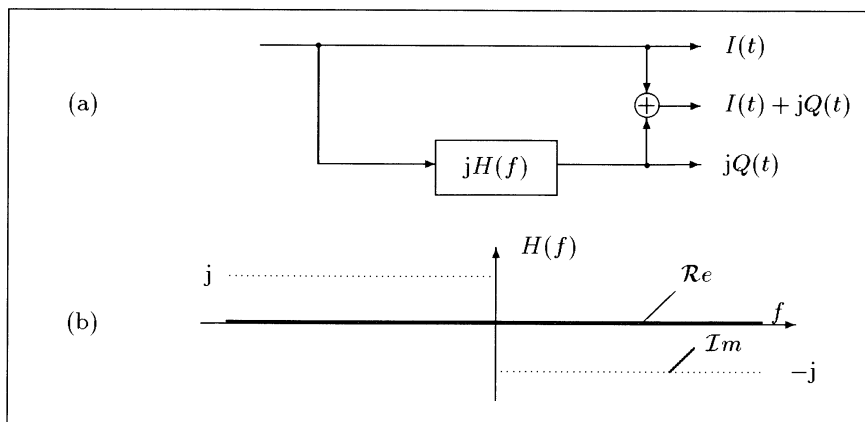 I(t)
(a)
I(t) + jQ(t)
jH(f)
jQ(t)
H(f)
j
Re
f
(b)
Im
−j